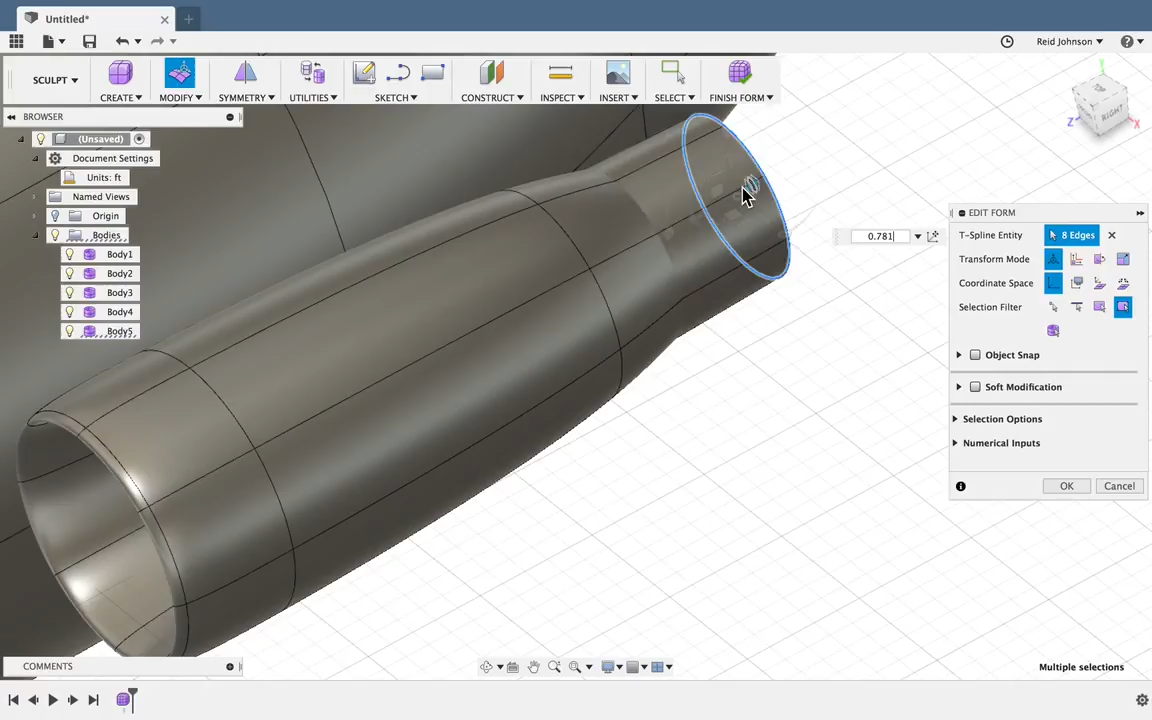 Untitled*
Reid Johnson
SCULPT
CREATE
MODIFY
SYMMETRY
UTILITIES
SKETCH
CONSTRUCT
INSPECT
INSERT
SELECT
FINISH FORM
BROWSER
(Unsaved)
Document Settings
Units: ft
Named Views
Origin
Bodies
Body1
Body2
Body3
Body4
Body5
Y
Z
X
RIGHT
0.781
EDIT FORM
T-Spline Entity
8 Edges
Transform Mode
Coordinate Space
Selection Filter
Object Snap
Soft Modification
Selection Options
Numerical Inputs
OK
Cancel
COMMENTS
Multiple selections